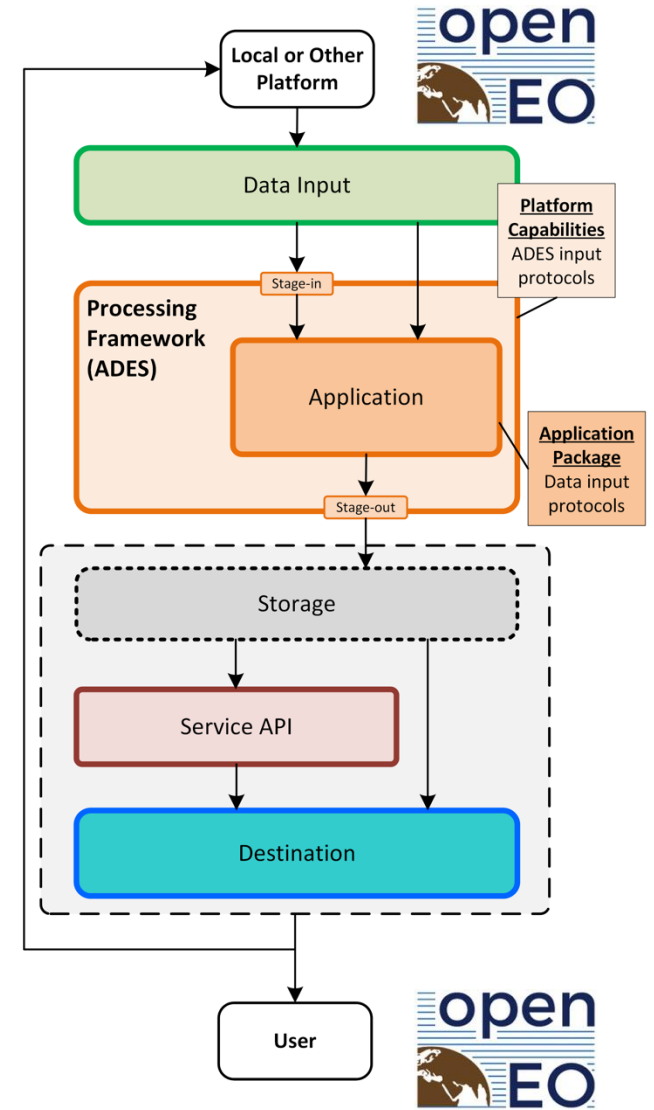 open
EO
Local or Other
Platform
Data Input
Platform
Capabilities
ADES input
protocols
Stage-in
Processing
Framework
(ADES)
Application
Application
Package
Data input
protocols
Stage-out
Storage
Service API
Destination
User
open
EO